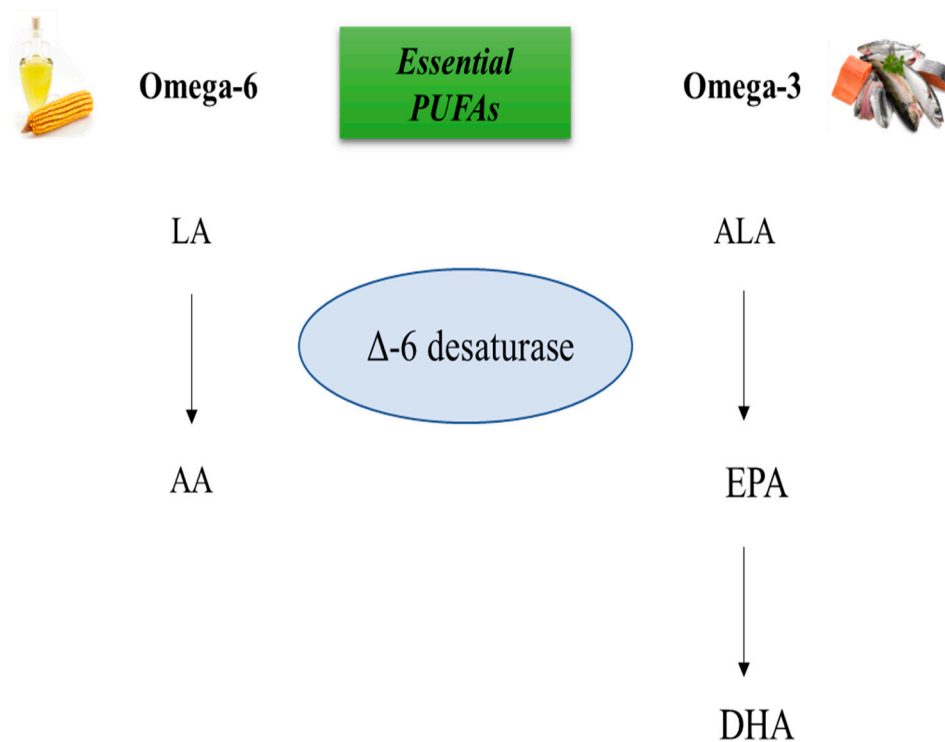 Omega-6
Essential
PUFAs
Omega-3
LA
ALA
Δ-6 desaturase
AA
EPA
DHA